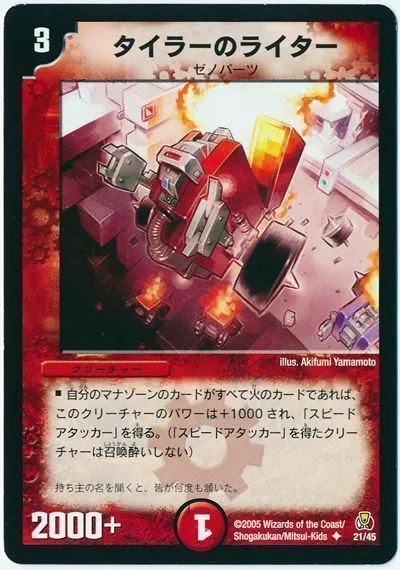 3
タイラーのライター
ゼノパーツ
illus. Akifumi Yamamoto
クリーチャー
■ 自分のマナゾーンのカードがすべて火のカードであれば、
このクリーチャーのパワーは+1000 され、「スピード
アタッカー」を得る。(「スピードアタッカー」を得たクリー
チャーは召喚酔いしない)
持ち主の名を聞くと、皆が何度も頷いた。
2000+
1
©2005 Wizards of the Coast/
Shogakukan/Mitsui-Kids
21/45